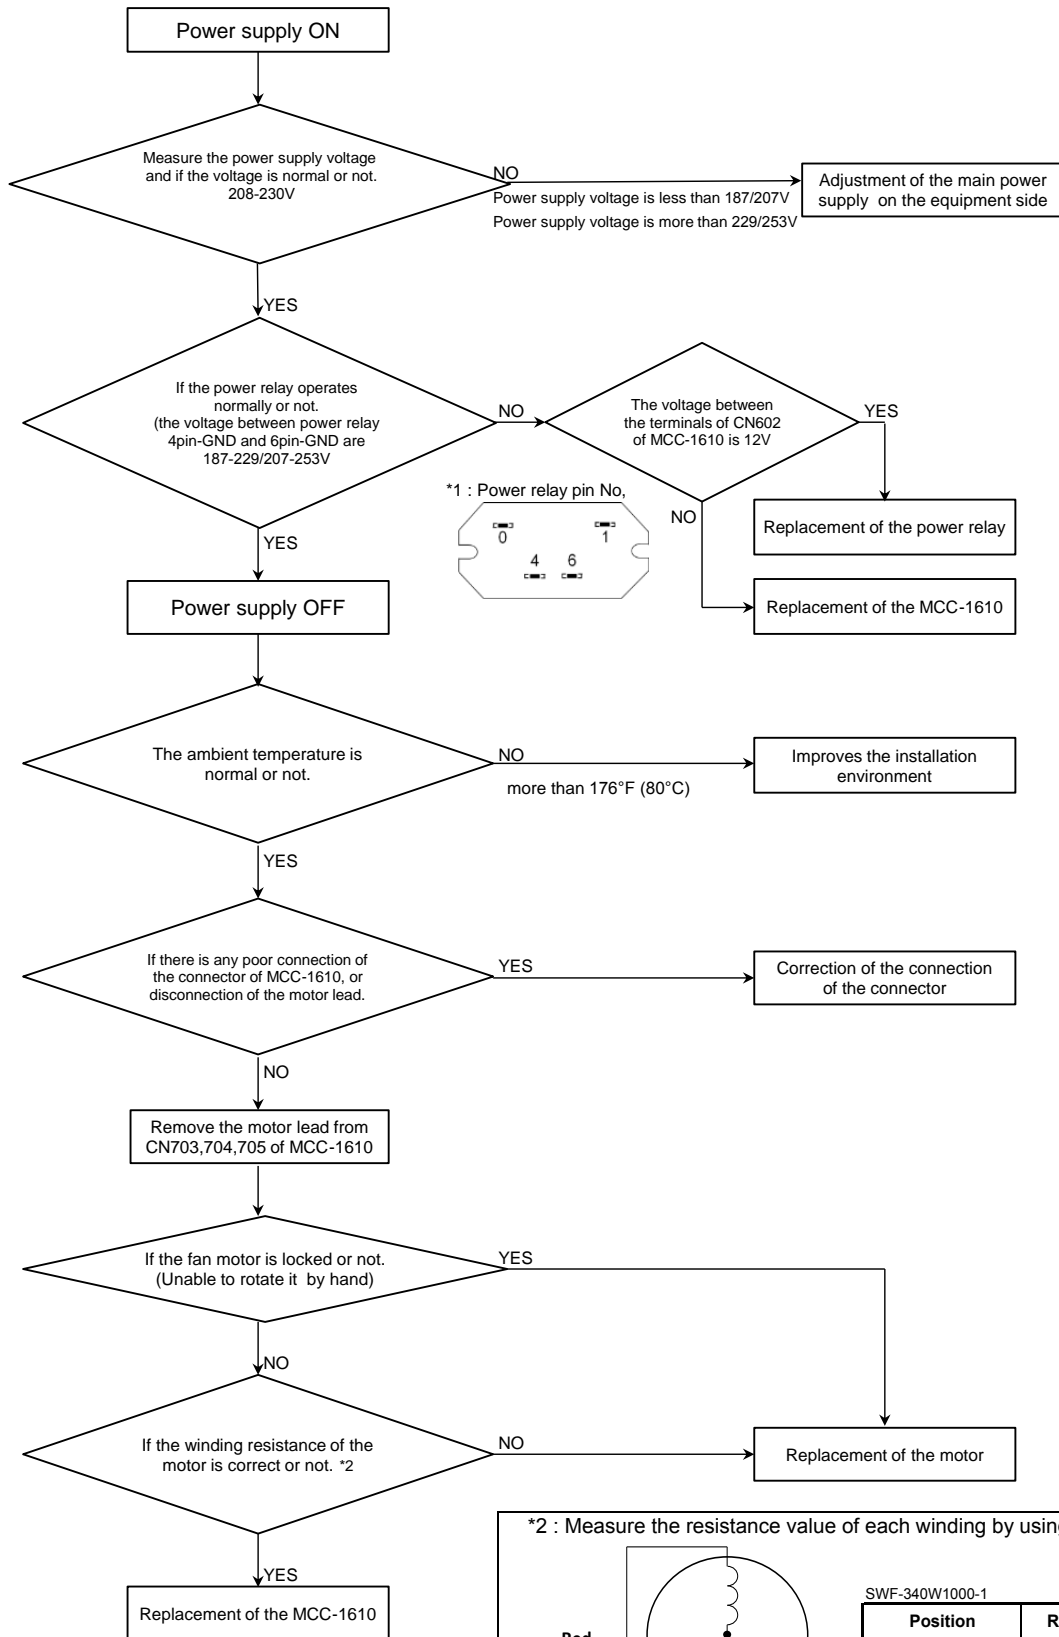 Power supply ON
Measure the power supply voltage
and if the voltage is normal or not.
208-230V
NO
Power supply voltage is less than 187/207V
Power supply voltage is more than 229/253V
Adjustment of the main power
supply on the equipment side
YES
If the power relay operates
normally or not.
(the voltage between power relay
4pin-GND and 6pin-GND are
187-229/207-253V
NO
The voltage between
the terminals of CN602
of MCC-1610 is 12V
YES
*1 : Power relay pin No,
0
1
4 6
NO
Replacement of the power relay
Replacement of the MCC-1610
YES
Power supply OFF
The ambient temperature is
normal or not.
NO
more than 176°F (80°C)
Improves the installation
environment
YES
If there is any poor connection of
the connector of MCC-1610, or
disconnection of the motor lead.
YES
Correction of the connection
of the connector
NO
Remove the motor lead from
CN703,704,705 of MCC-1610
If the fan motor is locked or not.
(Unable to rotate it by hand)
YES
NO
If the winding resistance of the
motor is correct or not. *2
NO
Replacement of the motor
YES
Replacement of the MCC-1610
*2 : Measure the resistance value of each winding by using
SWF-340W1000-1
Position
R
Red